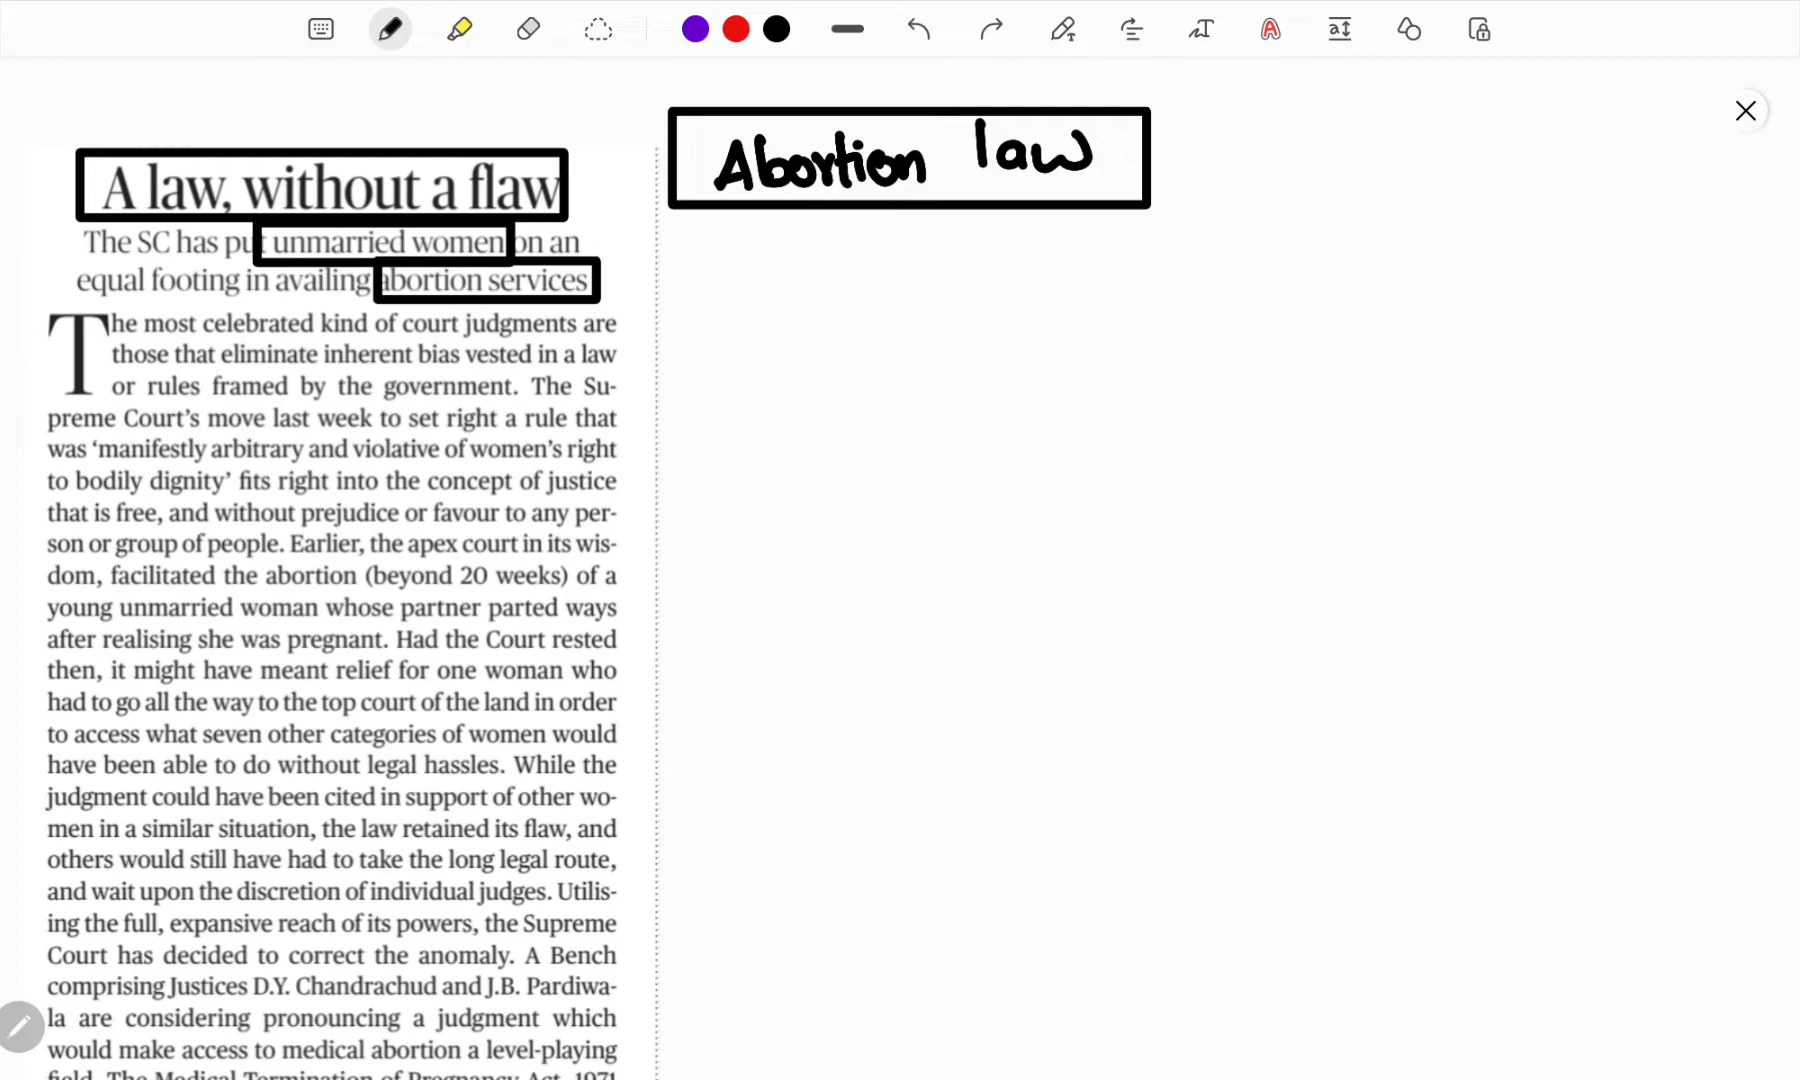 Abortion law
A law, without a flaw
The SC has put unmarried women on an
equal footing in availing abortion services
The most celebrated kind of court judgments are
those that eliminate inherent bias vested in a law
or rules framed by the government. The Su-
preme Court’s move last week to set right a rule that
was ‘manifestly arbitrary and violative of women’s right
to bodily dignity’ fits right into the concept of justice
that is free, and without prejudice or favour to any per-
son or group of people. Earlier, the apex court in its wis-
dom, facilitated the abortion (beyond 20 weeks) of a
young unmarried woman whose partner parted ways
after realising she was pregnant. Had the Court rested
then, it might have meant relief for one woman who
had to go all the way to the top court of the land in order
to access what seven other categories of women would
have been able to do without legal hassles. While the
judgment could have been cited in support of other wo-
men in a similar situation, the law retained its flaw, and
others would still have had to take the long legal route,
and wait upon the discretion of individual judges. Utilis-
ing the full, expansive reach of its powers, the Supreme
Court has decided to correct the anomaly. A Bench
comprising Justices D.Y. Chandrachud and J.B. Pardiwa-
la are considering pronouncing a judgment which
would make access to medical abortion a level-playing
field. The Medical Termination of Pregnancy Act, 1971